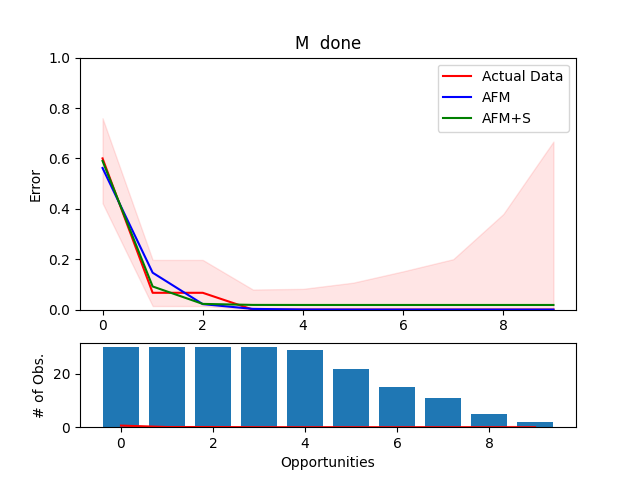 M  done
1.0
0.8
0.6
0.4
0.2
0.0
Error
Actual Data
AFM
AFM+S
0 2 4 6 8
20
0
# of Obs.
0 2 4 6 8
Opportunities